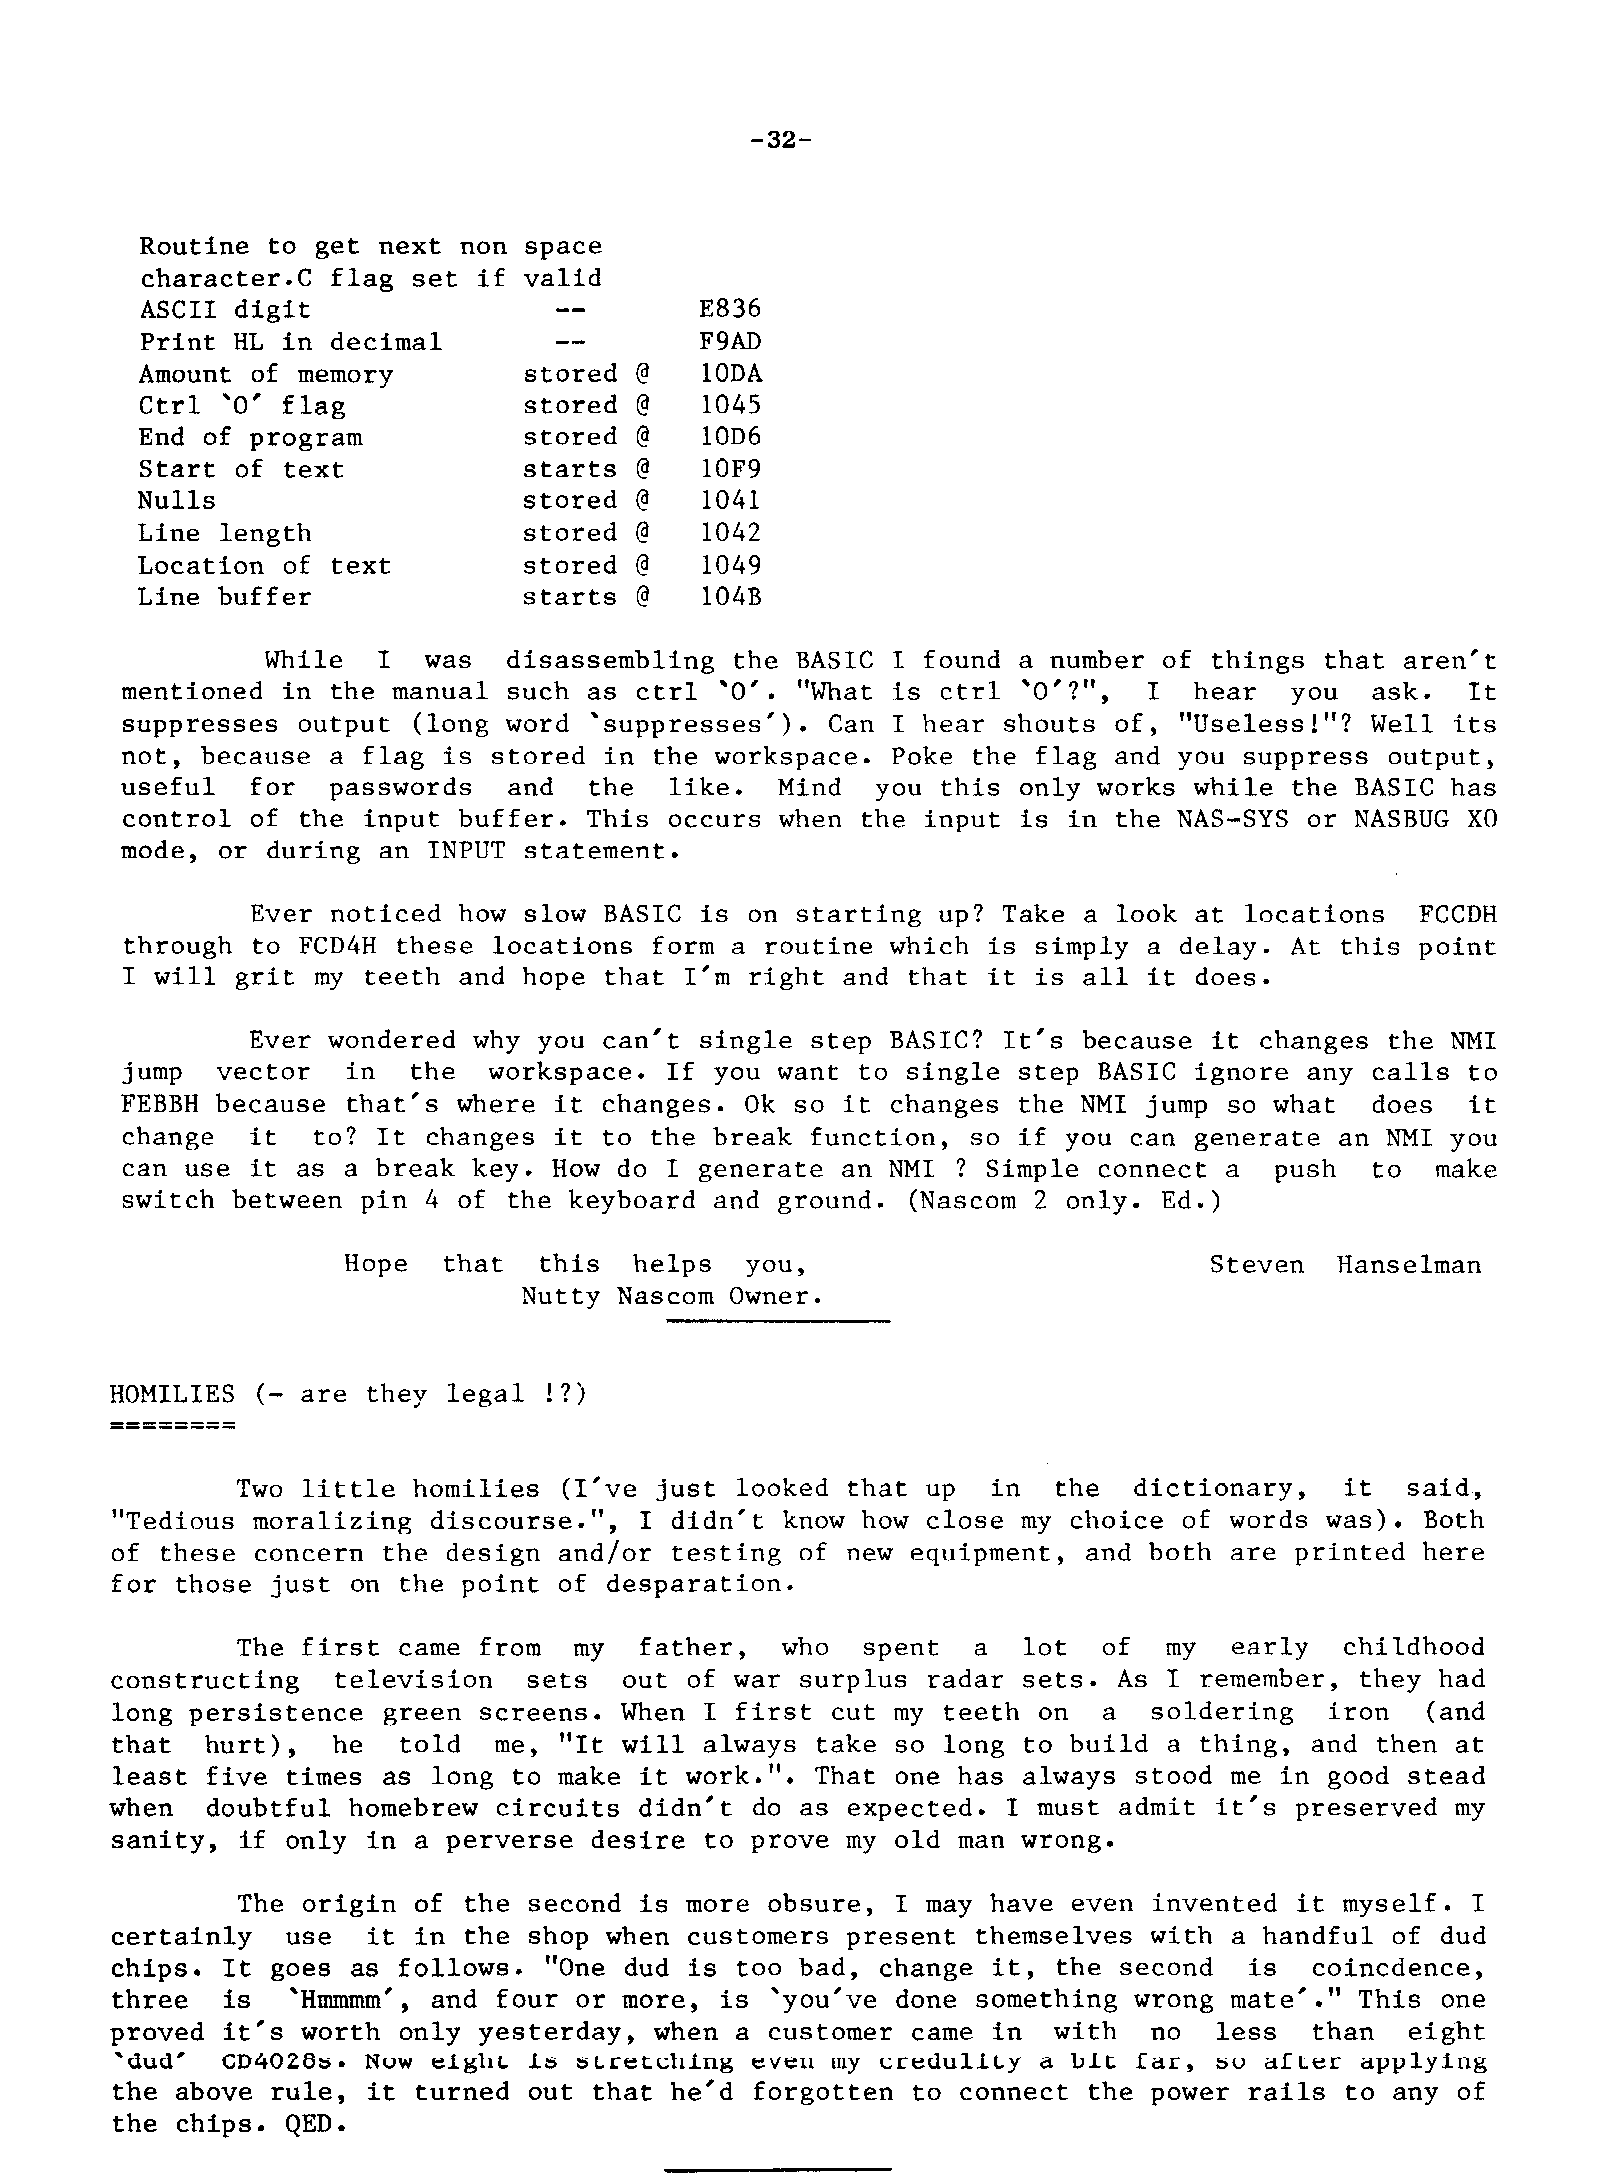 -32-
Routine to get next non space
character.C flag set if valid
ASCII digit -- E836
Print HL in decimal -- F9AD
Amount of memory stored @ 10DA
Ctrl `O' flag stored @ 1045
End of program stored @ 10D6
Start of text starts @ 10F9
Nulls stored @ 1041
Line length stored @ 1042
Location of text stored @ 1049
Line buffer starts @ 104B
While I was disassembling the BASIC I found a number of things that aren't
mentioned in the manual such as ctrl `O'. "What is ctrl `O'?", I hear you ask. It
suppresses output (long word `suppresses'). Can I hear shouts of, "Useless!"? Well its
not, because a flag is stored in the workspace. Poke the flag and you suppress output,
useful for passwords and the like. Mind you this only works while the BASIC has
control of the input buffer. This occurs when the input is in the NAS-SYS or NASBUG X0
mode, or during an INPUT statement.
Ever noticed how slow BASIC is on starting up? Take a look at locations FCCDH
through to FCD4H these locations form a routine which is simply a delay. At this point
I will grit my teeth and hope that I'm right and that it is all it does.
Ever wondered why you can't single step BASIC? It's because it changes the NMI
jump vector in the workspace. If you want to single step BASIC ignore any calls to
FEBBH because that's where it changes. Ok so it changes the NMI jump so what does it
change it to? It changes it to the break function, so if you can generate an NMI you
can use it as a break key. How do I generate an NMI ? Simple connect a push to make
switch between pin 4 of the keyboard and ground. (Nascom 2 only. Ed.)
Hope that this helps you, Steven Hanselman
Nutty Nascom Owner.
HOMILIES (- are they legal !?)
========
Two little homilies (I've just looked that up in the dictionary, it said,
"Tedious moralizing discourse.", I didn't know how close my choice of words was). Both
of these concern the design and/or testing of new equipment, and both are printed here
for those just on the point of desparation.
The first came from my father, who spent a lot of my early childhood
constructing television sets out of war surplus radar sets. As I remember, they had
long persistence green screens. When I first cut my teeth on a soldering iron (and
that hurt), he told me, "It will always take so long to build a thing, and then at
least five times as long to make it work.". That one has always stood me in good stead
when doubtful homebrew circuits didn't do as expected. I must admit it's preserved my
sanity, if only in a perverse desire to prove my old man wrong.
The origin of the second is more obsure, I may have even invented it myself. I
certainly use it in the shop when customers present themselves with a handful of dud
chips. It goes as follows. "One dud is too bad, change it, the second is coincdence,
three is `Hmmmm', and four or more, is `you've done something wrong mate'." This one
proved it's worth only yesterday, when a customer came in with no less than eight
`dud' CD4028s. Now eight is stretching even my credulity a bit far, so after applying
the above rule, it turned out that he'd forgotten to connect the power rails to any of
the chips. QED.